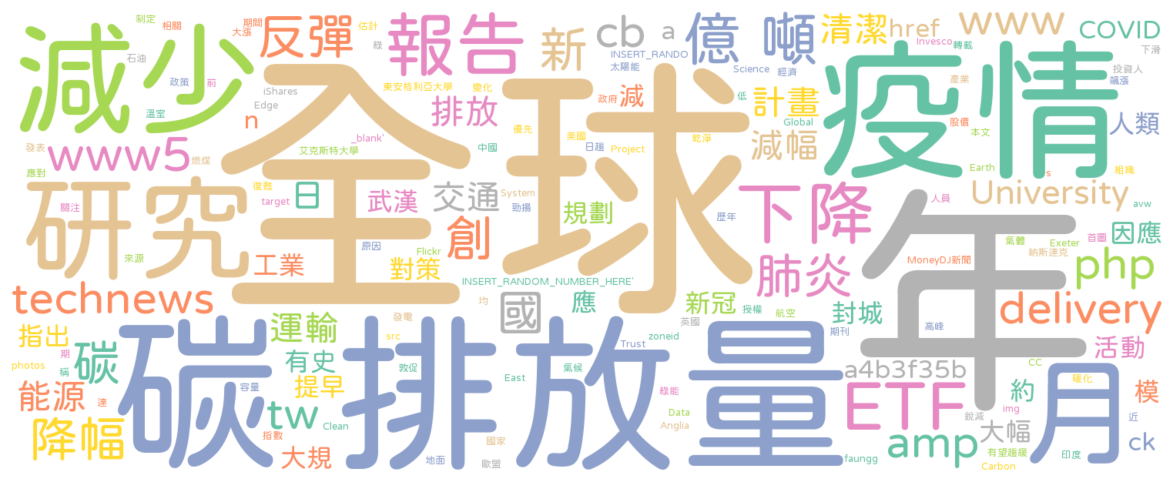 減少
反彈
報告
新
cb
a
億
噸
清潔
href
www
COVID
制定
相關
大漲
期間
估計
綠
INSERT_RANDO
太陽能
Science
經濟
Invesco
轉載
下滑
石油
政策
前
iShares
東安格利亞大學
惡化
政府
減
低
計畫
產業
投資人
飆漲
全球
疫情
溫室
Edge
n
排放
優先
美國
Global
股價
人類
發表
www5
燃煤
_blank'
艾克斯特大學
中國
日趨
Project
乾淨
減幅
本文
Earth
s
組織
應對
研究
關注
復甦
target
日
武漢
交通
System
勁揚
規劃
歷年
下降
University
人員
avw
年
來源
工業
原因
Flickr
對策
創
肺炎
氣體
Exeter
首圖
因應
MoneyDJ新聞
納斯達克
php
technews
INSERT_RANDOM_NUMBER_HERE'
均
國
應
新冠
授權
航空
封城
delivery
指出
運輸
發電
src
英國
zoneid
期刊
高峰
活動
photos
期
稱
碳
有史
碳排放量
氣候
Trust
a4b3f35b
CC
月
能源
速
tw
容量
提早
敦促
East
綠能
ETF
約
img
模
降幅
指數
Clean
大規
地面
國家
歐盟
Data
Anglia
faungg
amp
銳減
大幅
有望趨緩
Carbon
印度
近
ck